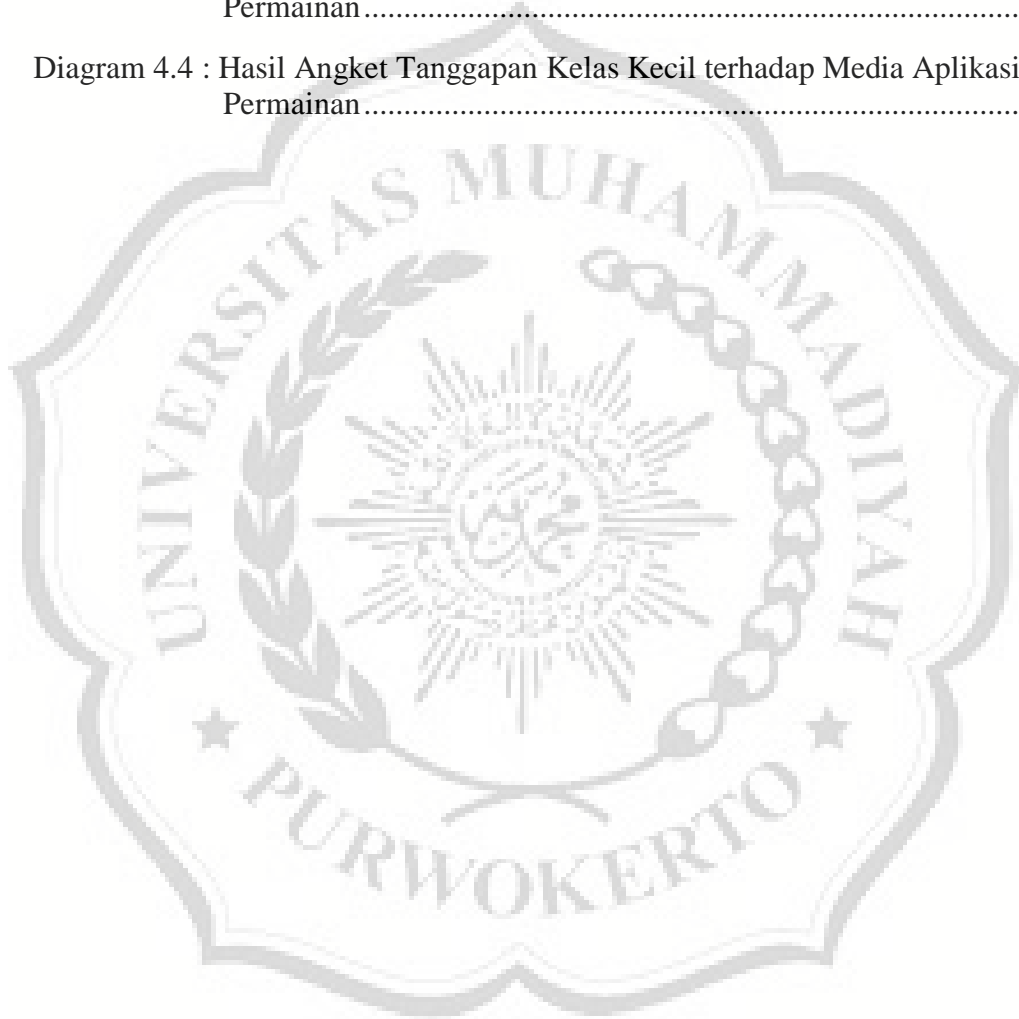 Permainan....................................................................................
Diagram 4.4 : Hasil Angket Tanggapan Kelas Kecil terhadap Media Aplikasi
Permainan....................................................................................
UNIVERSITAS MUHAMMADIYAH
PURWOKERTO